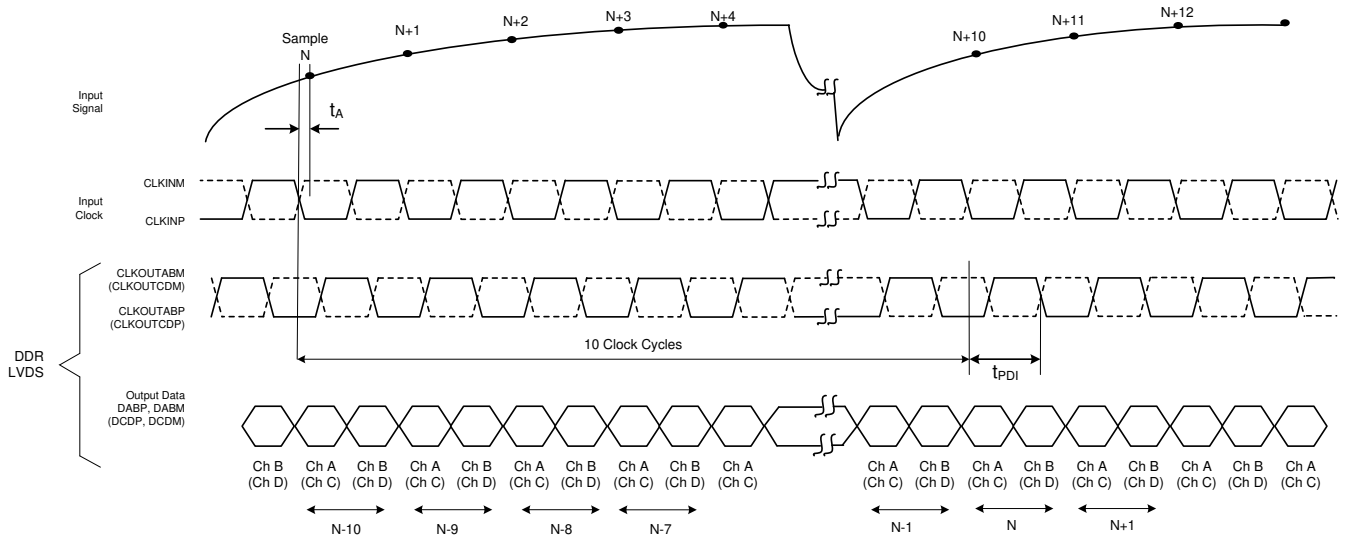 N+1
N+2
N+3
N+4
N+10
N+11
N+12
Sample
N
Input
Signal
tA
CLKINM
Input
Clock
CLKINP
CLKOUTABM
(CLKOUTCDM)
CLKOUTABP
(CLKOUTCDP)
10 Clock Cycles
tPDI
DDR
LVDS
Output Data
DABP, DABM
(DCDP, DCDM)
Ch B Ch A Ch B Ch A Ch B Ch A Ch B Ch A Ch B Ch A Ch A Ch B Ch A Ch B Ch A Ch B Ch A Ch B Ch A
(Ch D) (Ch C) (Ch D) (Ch C) (Ch D) (Ch C) (Ch D) (Ch C) (Ch D) (Ch C) (Ch C) (Ch D) (Ch C) (Ch D) (Ch C) (Ch D) (Ch C) (Ch D) (Ch C)
N-10 N-9 N-8 N-7 N-1 N N+1